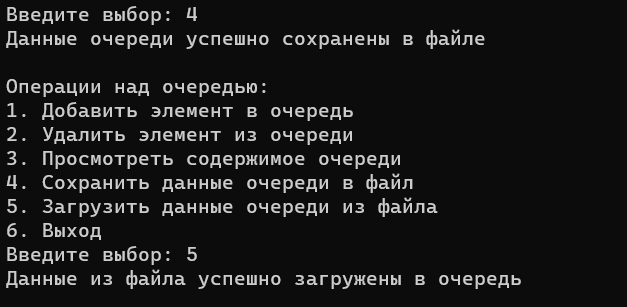 Введите выбор: 4
Данные очереди успешно сохранены в файле
Операции над очередью:
1. Добавить элемент в очередь
2. Удалить элемент из очереди
3. Просмотреть содержимое очереди
4. Сохранить данные очереди в файл
5. Загрузить данные очереди из файла
6. Выход
Введите выбор: 5
Данные из файла успешно загружены в очередь